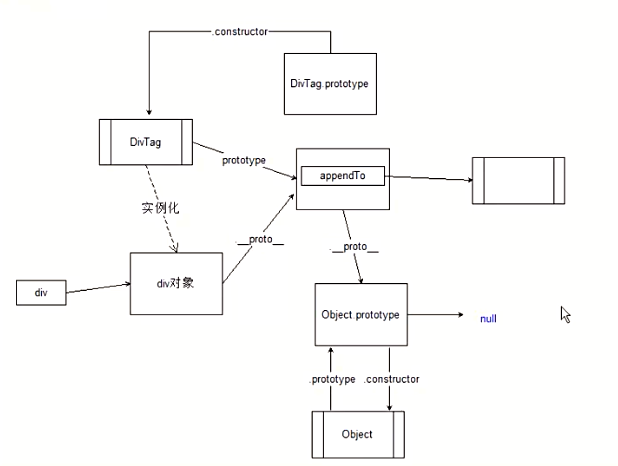 .constructor
DivTag.prototype
DivTag
prototype
appendTo
实例化
.__proto__
.__proto__
div
div对象
Object.prototype
null
.prototype
.constructor
Object